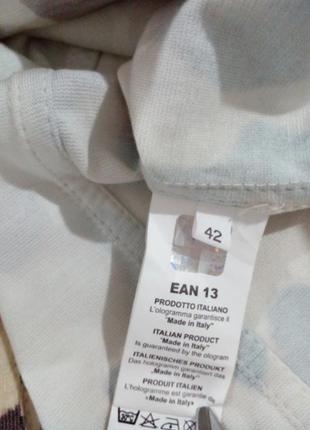 42
EAN 13
PRODOTTO ITALIANO
L'ologramma garantisce il
"Made in Italy"
ITALIAN PRODUCT
"Made in Italy"
Is guaranteed by the ologram
ITALIENISCHES PRODUKT
Das hologramm garantiert das
„Made in Italy"
PRODUIT ITALIEN
L'hologramme est garantie de
«Made in Italy»